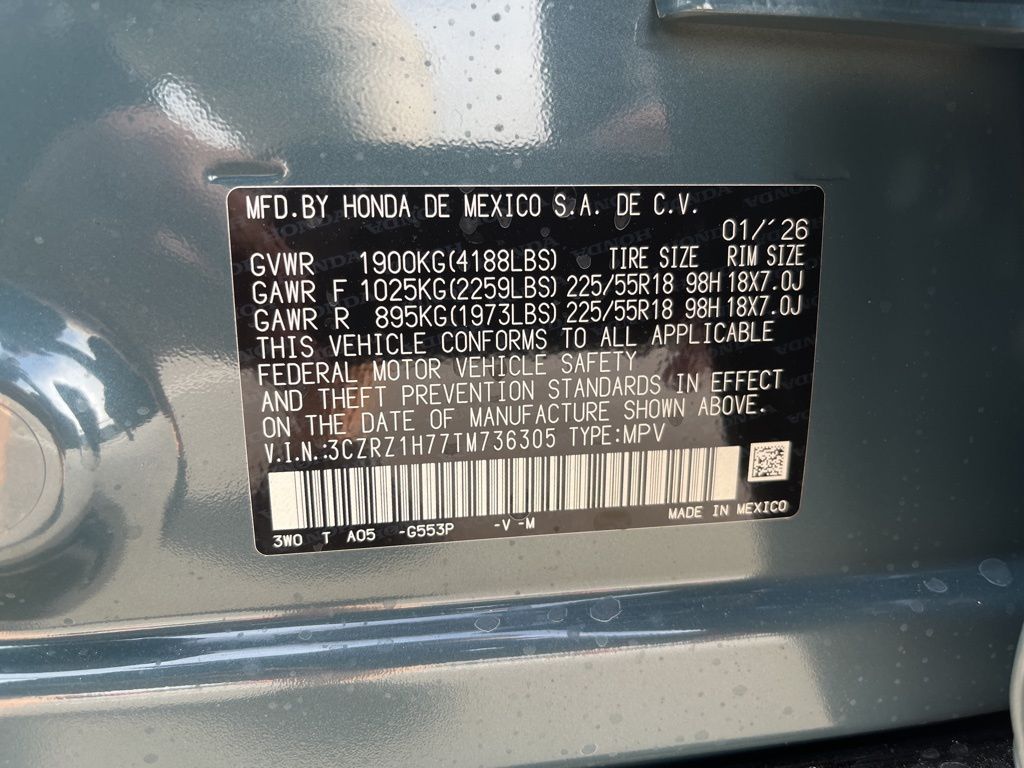 MFD.BY HONDA DE MEXICO S.A. DE C.V.
01/´26
GVWR 1900KG(4188LBS) TIRE SIZE RIM SIZE
GAWR F 1025KG(2259LBS) 225/55R18 98H 18X7.0J
GAWR R 895KG(1973LBS) 225/55R18 98H 18X7.0J
THIS VEHICLE CONFORMS TO ALL APPLICABLE
FEDERAL MOTOR VEHICLE SAFETY
AND THEFT PREVENTION STANDARDS IN EFFECT
ON THE DATE OF MANUFACTURE SHOWN ABOVE.
V.I.N.:3CZRZ1H77TM736305 TYPE:MPV
MADE IN MEXICO
3W0 T A05 -G553P -V -M